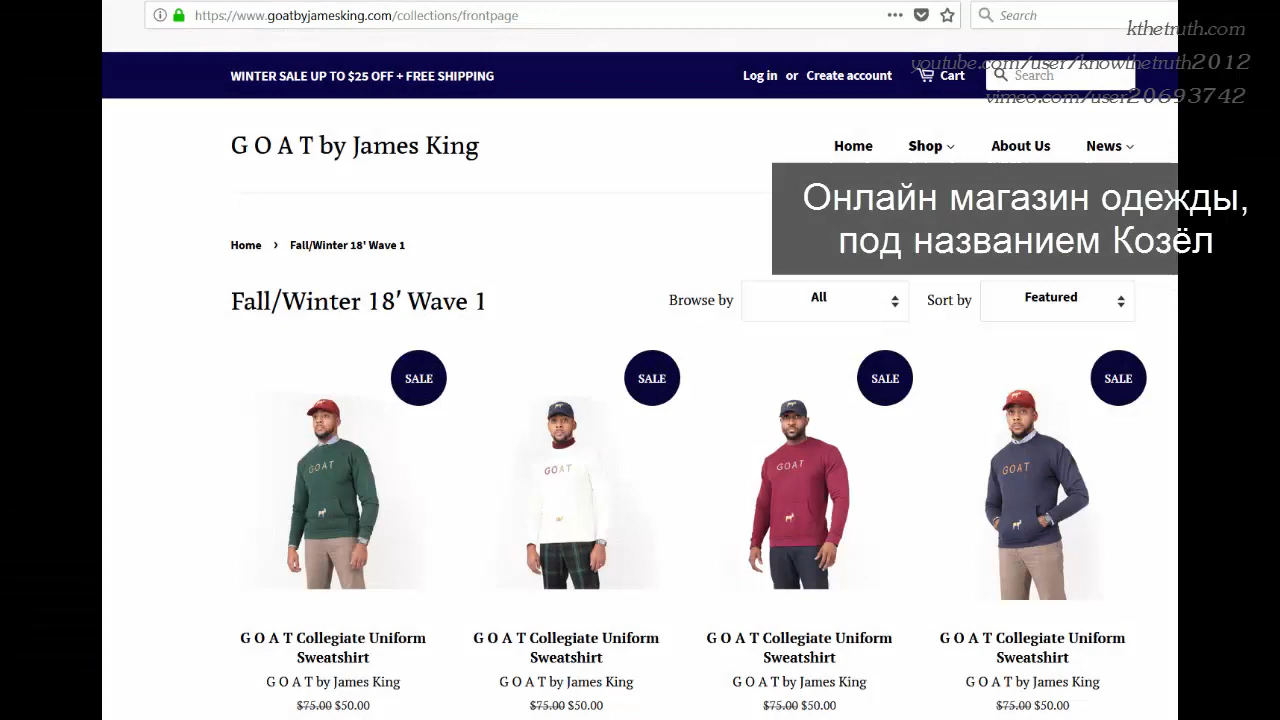 https://www.goatbyjamesking.com/collections/frontpage
Search
kthetruth.com
youtube.com/user/knowthetruth2012
vimeo.com/user20693742
WINTER SALE UP TO $25 OFF + FREE SHIPPING
Log in or Create account
Cart
Search
G O A T by James King
Home
Shop
About Us
News
Онлайн магазин одежды,
под названием Козёл
Home › Fall/Winter 18' Wave 1
Fall/Winter 18' Wave 1
Browse by
All
Sort by
Featured
SALE
SALE
SALE
SALE
GOAT
GOAT
GOAT
GOAT
G O A T Collegiate Uniform
Sweatshirt
G O A T by James King
$75.00 $50.00
G O A T Collegiate Uniform
Sweatshirt
G O A T by James King
$75.00 $50.00
G O A T Collegiate Uniform
Sweatshirt
G O A T by James King
$75.00 $50.00
G O A T Collegiate Uniform
Sweatshirt
G O A T by James King
$75.00 $50.00